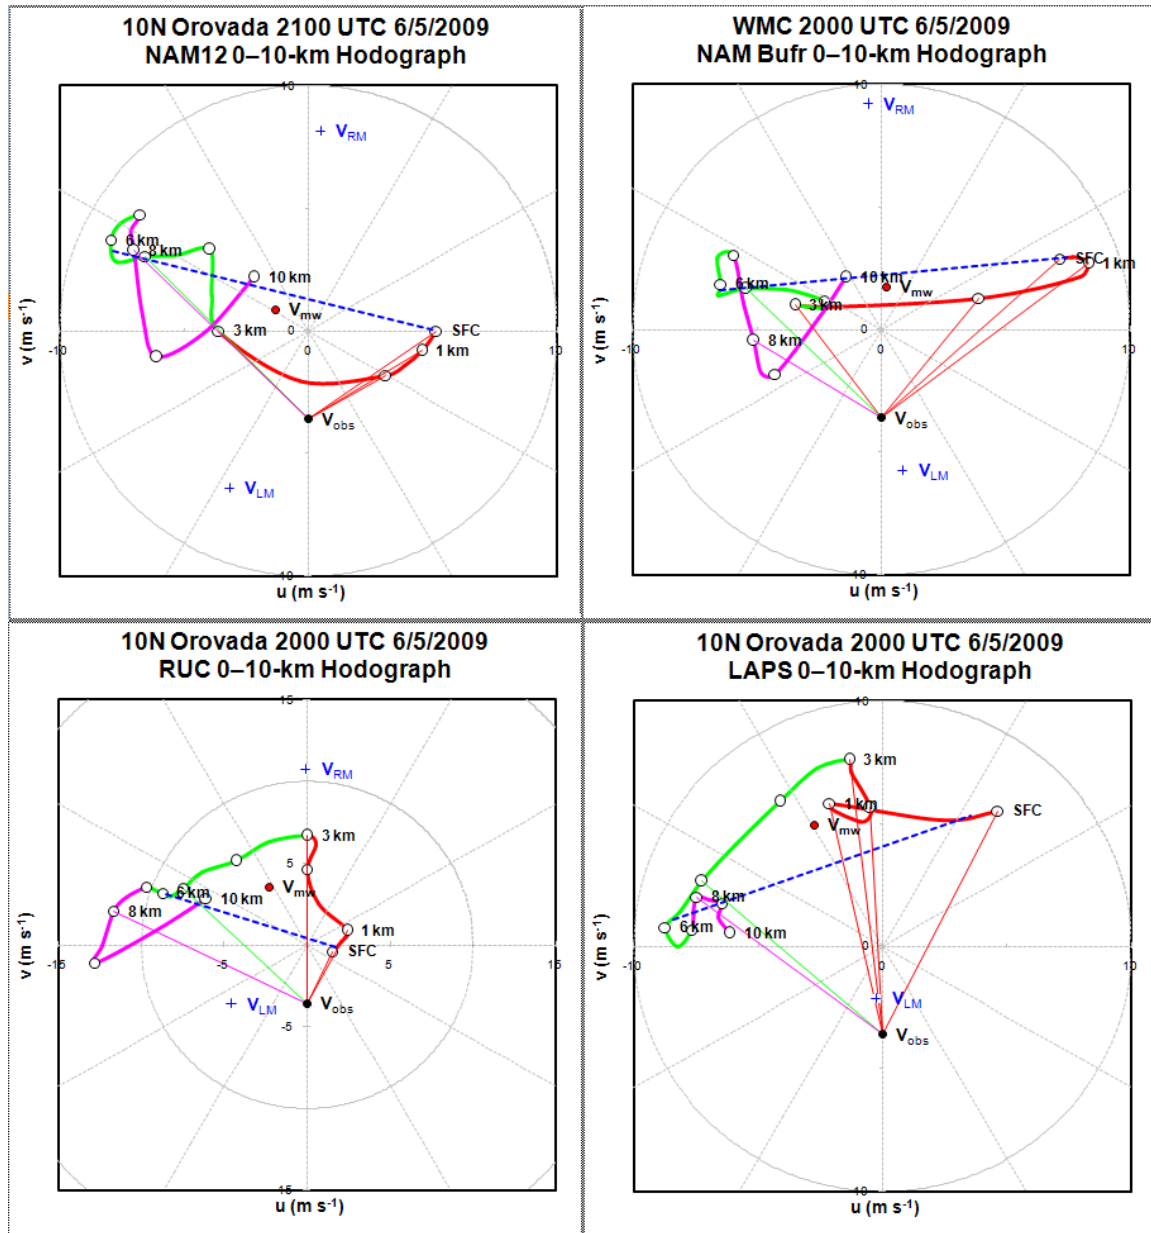 10N Orovada 2100 UTC 6/5/2009
NAM12 0–10-km Hodograph
10
V_RM
6 km
8 km
10 km
V_mw
3 km
0
SFC
1 km
-10
0
10
V_obs
V_LM
10
v (m s⁻¹)
u (m s⁻¹)
WMC 2000 UTC 6/5/2009
NAM Bufr 0–10-km Hodograph
10
V_RM
SFC
1 km
6 km
10 km
V_mw
3 km
0
8 km
-10
0
10
V_obs
V_LM
10
v (m s⁻¹)
u (m s⁻¹)
10N Orovada 2000 UTC 6/5/2009
RUC 0–10-km Hodograph
15
V_RM
3 km
5
6 km
V_mw
10 km
8 km
1 km
SFC
-15
-5
5
15
V_LM
V_obs
-5
15
v (m s⁻¹)
u (m s⁻¹)
10N Orovada 2000 UTC 6/5/2009
LAPS 0–10-km Hodograph
10
3 km
1 km
SFC
V_mw
8 km
6 km
10 km
0
-10
0
10
V_LM
V_obs
10
v (m s⁻¹)
u (m s⁻¹)